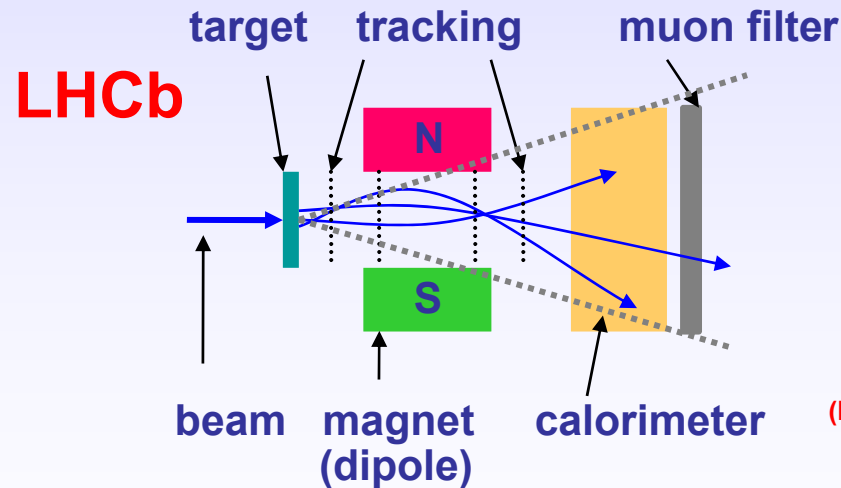 target tracking muon filter
LHCb
N
S
beam magnet calorimeter
(dipole)